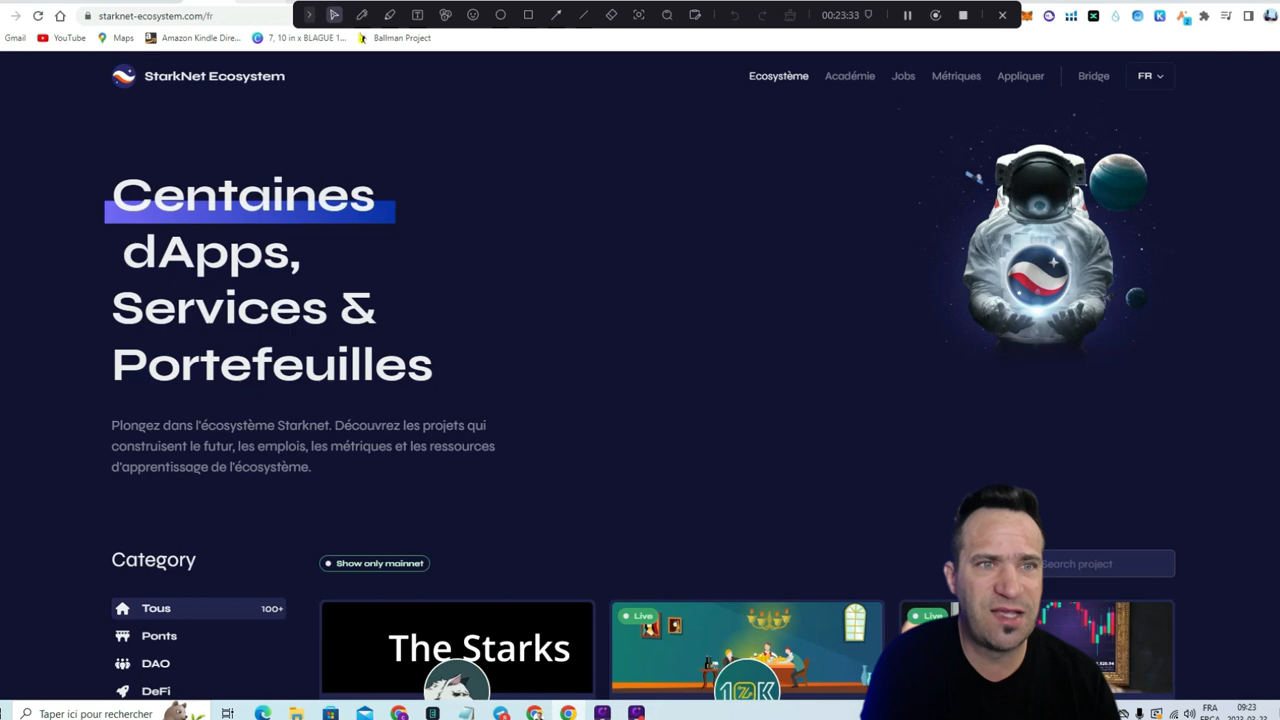 starknet-ecosystem.com/fr
00:23:33
Gmail
YouTube
Maps
Amazon Kindle Dire...
7, 10 in x BLAGUE 1...
Ballman Project
StarkNet Ecosystem
Ecosystème
Académie
Jobs
Métriques
Appliquer
Bridge
FR
Centaines
dApps,
Services &
Portefeuilles
Plongez dans l'écosystème Starknet. Découvrez les projets qui
construisent le futur, les emplois, les métriques et les ressources
d'apprentissage de l'écosystème.
Category
Show only mainnet
Search project
Tous
100+
Ponts
DAO
DeFi
The Starks
Live
10K
Live
Taper ici pour rechercher
FRA
09:23